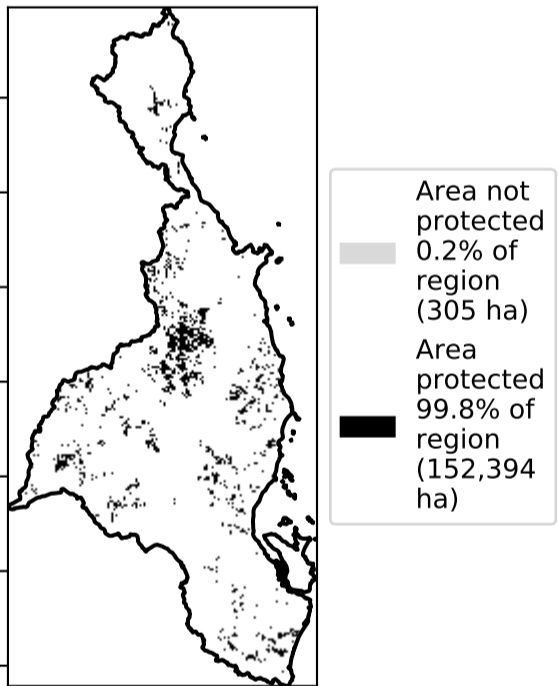 Area not
protected
0.2% of
region
(305 ha)
Area
protected
99.8% of
region
(152,394
ha)